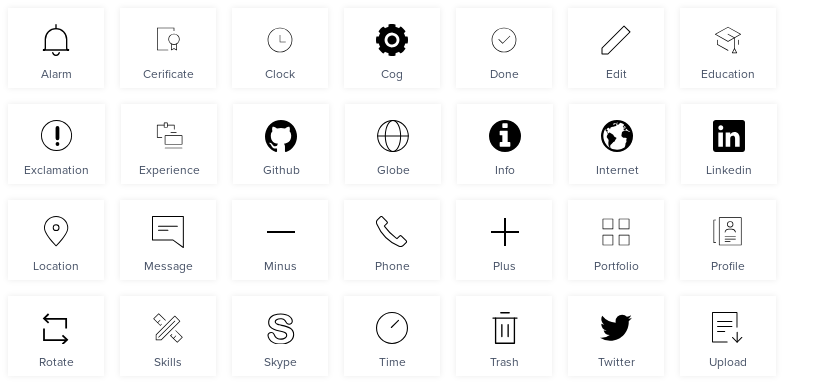 Alarm
Cerificate
Clock
Cog
Done
Edit
Education
Exclamation
Experience
Github
Globe
Info
Internet
Linkedin
Location
Message
Minus
Phone
Plus
Portfolio
Profile
Rotate
Skills
Skype
Time
Trash
Twitter
Upload